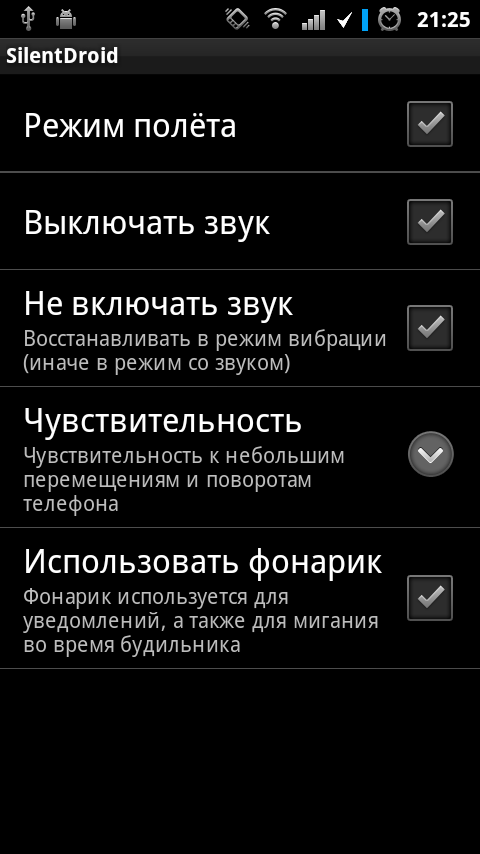 21:25
SilentDroid
Режим полёта
Выключать звук
Не включать звук
Восстанавливать в режим вибрации
(иначе в режим со звуком)
Чувствительность
Чувствительность к небольшим
перемещениям и поворотам
телефона
Использовать фонарик
Фонарик используется для
уведомлений, а также для мигания
во время будильника